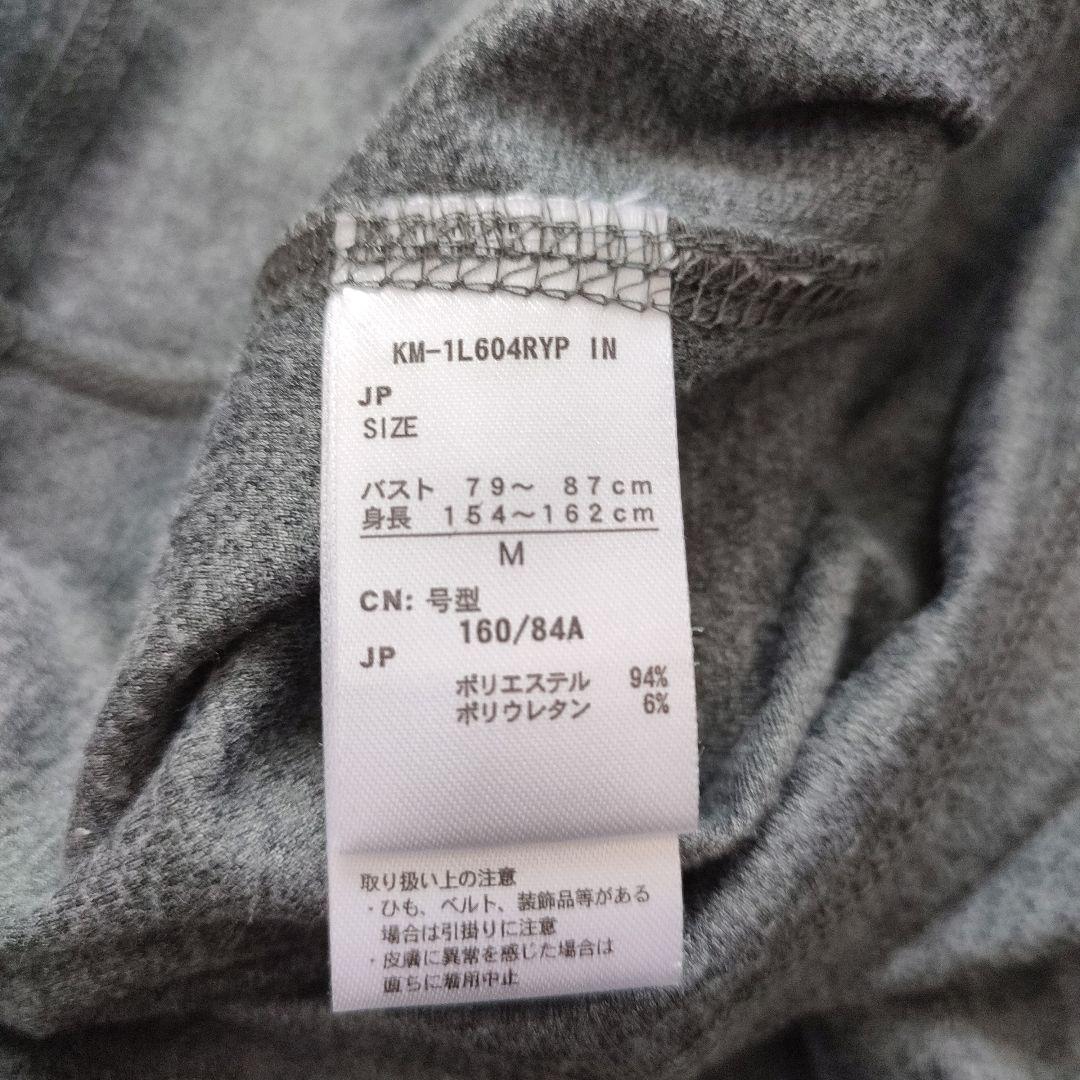 KM-1L604RYP IN
JP
SIZE
バスト 79～ 87cm
身長 154～162cm
M
CN: 号型
160/84A
JP
ポリエステル 94%
ポリウレタン 6%
取り扱い上の注意
・ひも、ベルト、装飾品等がある
場合は引掛りに注意
・皮膚に異常を感じた場合は
直ちに着用中止